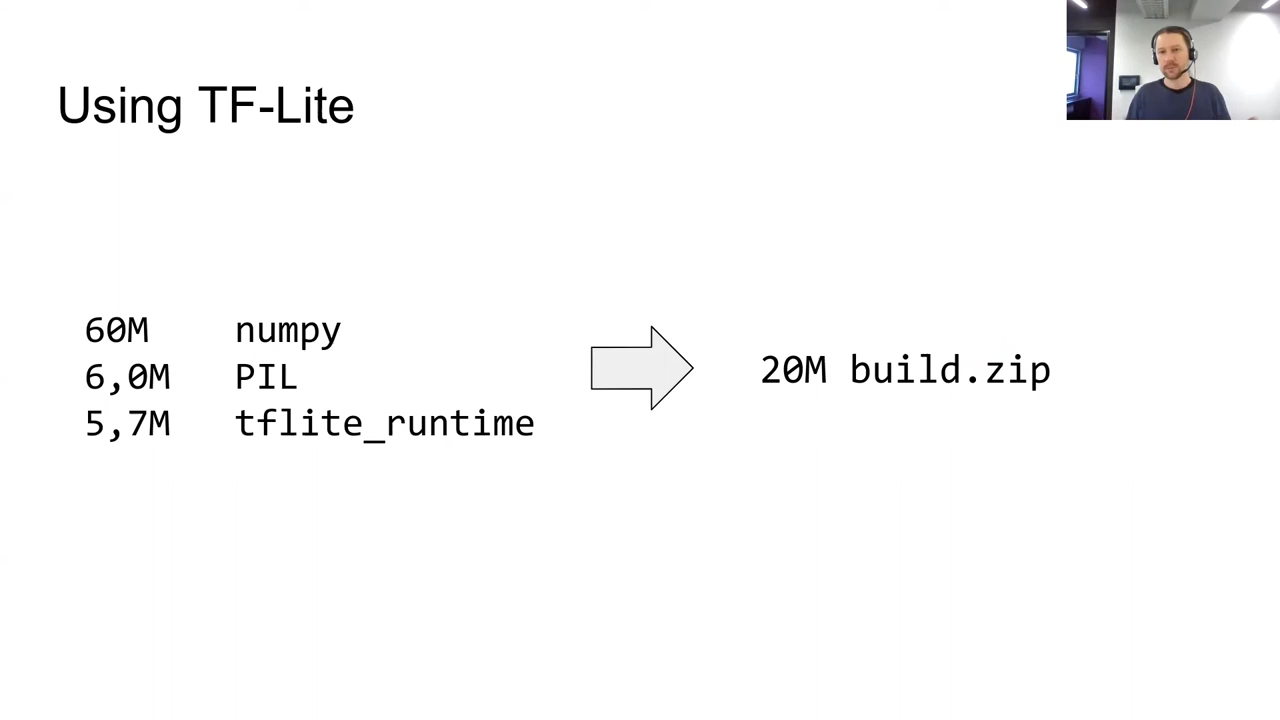 Using TF-Lite
60M numpy
6,0M PIL
5,7M tflite_runtime
20M build.zip